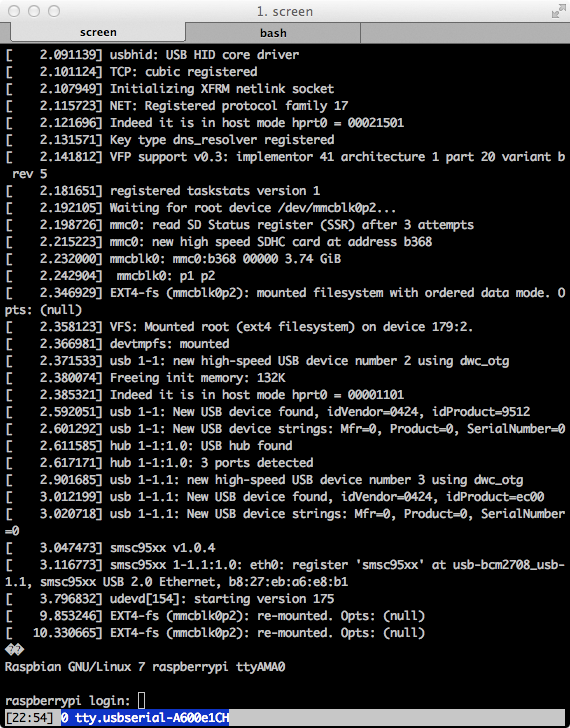 1. screen
screen
bash
[    2.091139] usbhid: USB HID core driver
[    2.101124] TCP: cubic registered
[    2.107949] Initializing XFRM netlink socket
[    2.115723] NET: Registered protocol family 17
[    2.121696] Indeed it is in host mode hprt0 = 00021501
[    2.131571] Key type dns_resolver registered
[    2.141812] VFP support v0.3: implementor 41 architecture 1 part 20 variant b
 rev 5
[    2.181651] registered taskstats version 1
[    2.192105] Waiting for root device /dev/mmcblk0p2...
[    2.198726] mmc0: read SD Status register (SSR) after 3 attempts
[    2.215223] mmc0: new high speed SDHC card at address b368
[    2.232000] mmcblk0: mmc0:b368 00000 3.74 GiB
[    2.242904]  mmcblk0: p1 p2
[    2.346929] EXT4-fs (mmcblk0p2): mounted filesystem with ordered data mode. O
pts: (null)
[    2.358123] VFS: Mounted root (ext4 filesystem) on device 179:2.
[    2.366981] devtmpfs: mounted
[    2.371533] usb 1-1: new high-speed USB device number 2 using dwc_otg
[    2.380074] Freeing init memory: 132K
[    2.385321] Indeed it is in host mode hprt0 = 00001101
[    2.592051] usb 1-1: New USB device found, idVendor=0424, idProduct=9512
[    2.601292] usb 1-1: New USB device strings: Mfr=0, Product=0, SerialNumber=0
[    2.611585] hub 1-1:1.0: USB hub found
[    2.617171] hub 1-1:1.0: 3 ports detected
[    2.901685] usb 1-1.1: new high-speed USB device number 3 using dwc_otg
[    3.012199] usb 1-1.1: New USB device found, idVendor=0424, idProduct=ec00
[    3.020718] usb 1-1.1: New USB device strings: Mfr=0, Product=0, SerialNumber
=0
[    3.047473] smsc95xx v1.0.4
[    3.116773] smsc95xx 1-1.1:1.0: eth0: register 'smsc95xx' at usb-bcm2708_usb-
1.1, smsc95xx USB 2.0 Ethernet, b8:27:eb:a6:e8:b1
[    3.796832] udevd[154]: starting version 175
[    9.853246] EXT4-fs (mmcblk0p2): re-mounted. Opts: (null)
[   10.330665] EXT4-fs (mmcblk0p2): re-mounted. Opts: (null)
��
Raspbian GNU/Linux 7 raspberrypi ttyAMA0
raspberrypi login:
[22:54] 0 tty.usbserial-A600e1CH